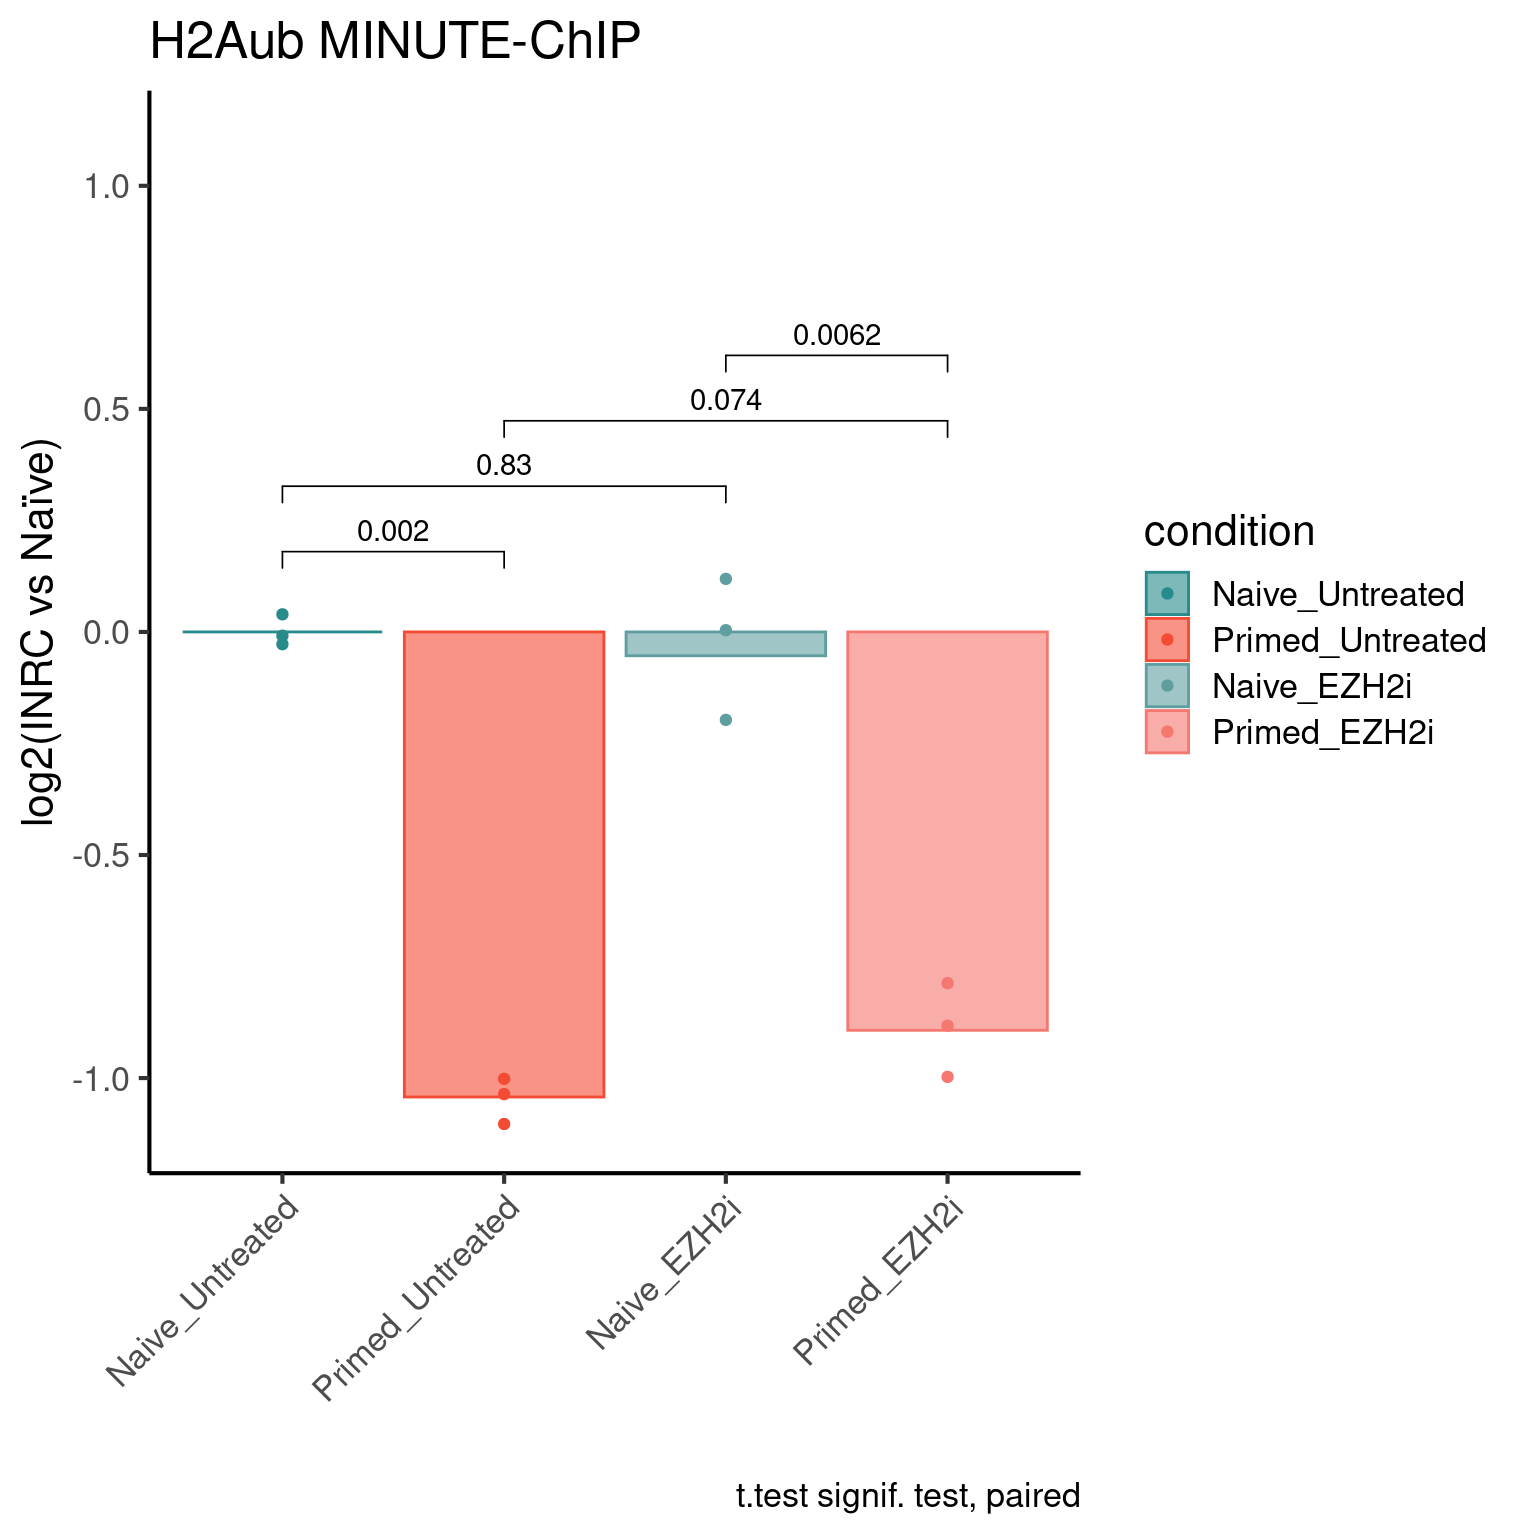 H2Aub MINUTE-ChIP
log2(INRC vs Naïve)
1.0
0.5
0.0
-0.5
-1.0
0.0062
0.074
0.83
0.002
Naive_Untreated
Primed_Untreated
Naive_EZH2i
Primed_EZH2i
condition
Naive_Untreated
Primed_Untreated
Naive_EZH2i
Primed_EZH2i
t.test signif. test, paired